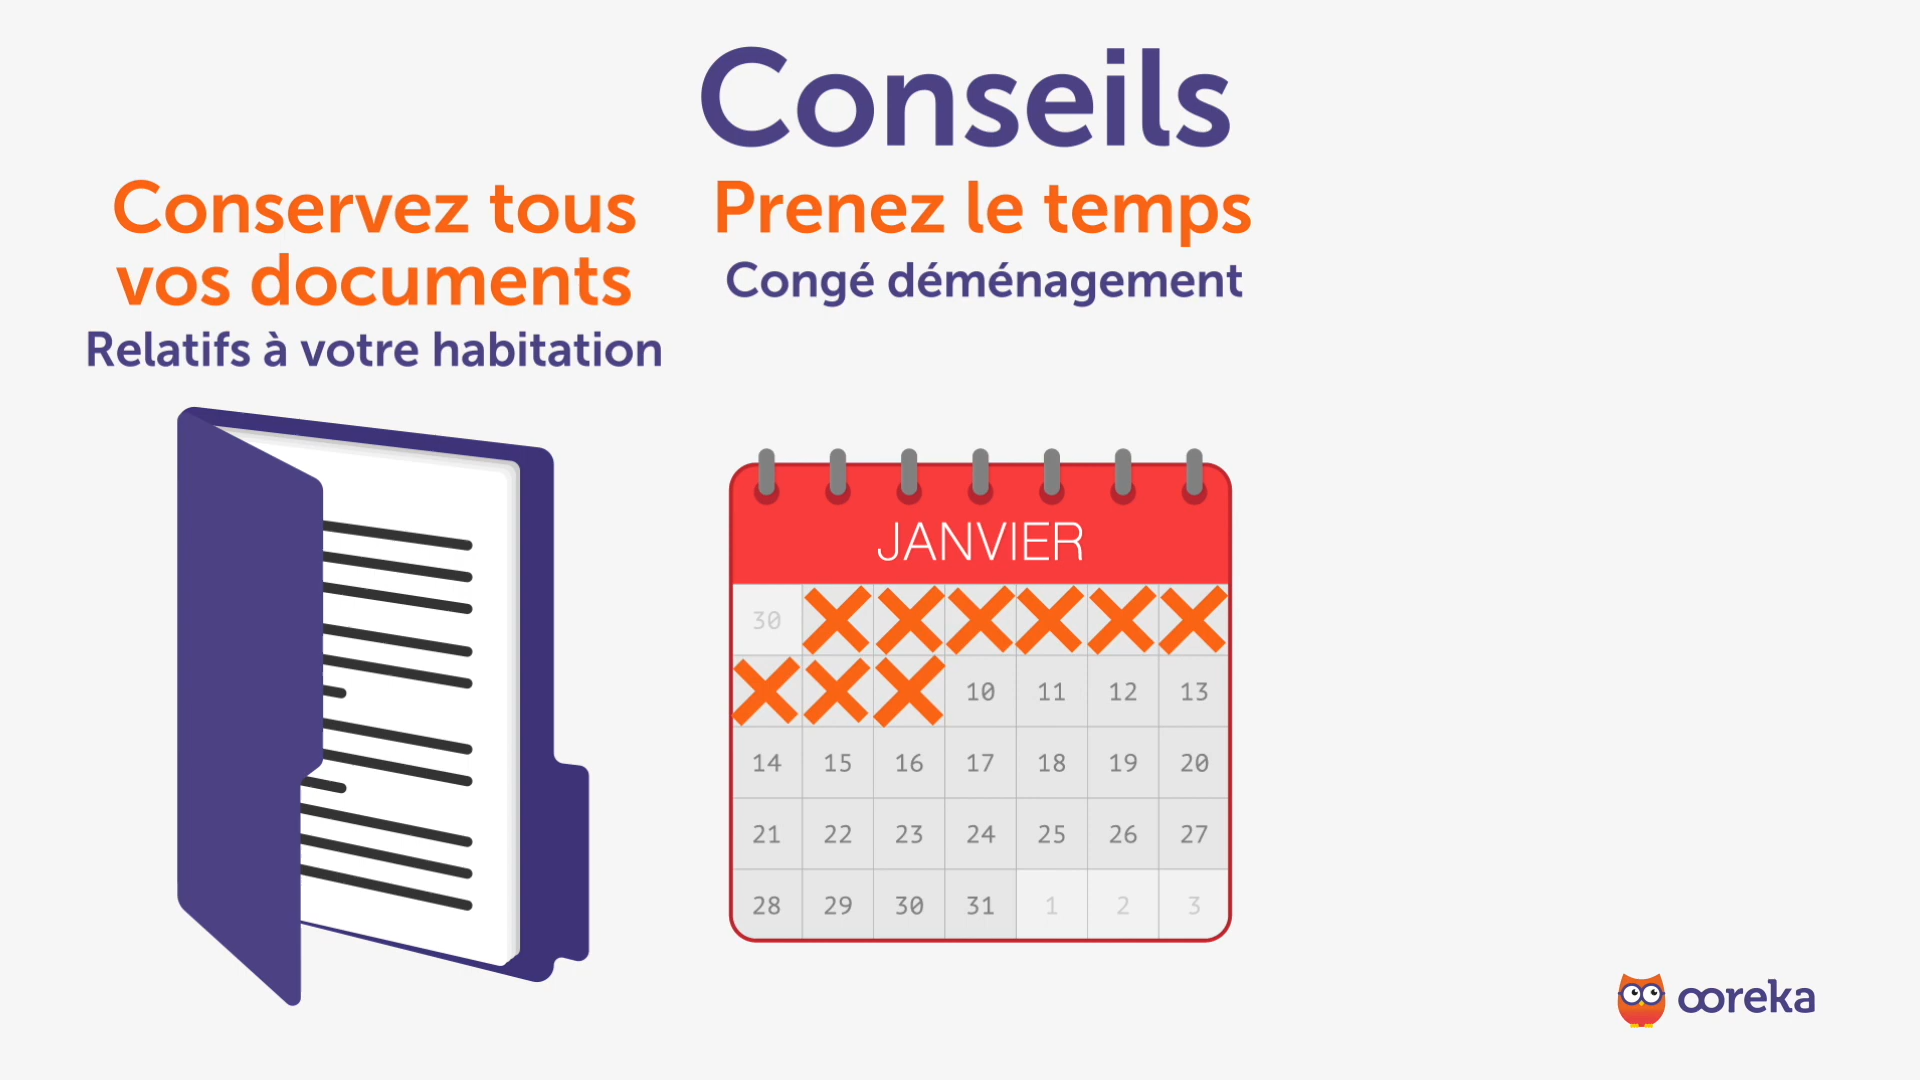 Conseils
Conservez tous
vos documents
Relatifs à votre habitation
Prenez le temps
Congé déménagement
JANVIER
30
10 11 12 13
14 15 16 17 18 19 20
21 22 23 24 25 26 27
28 29 30 31 1 2 3
ooreka